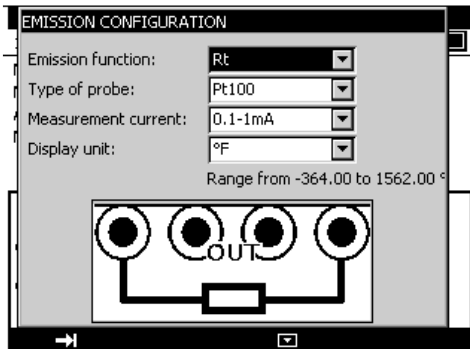 EMISSION CONFIGURATION
Emission function: Rt
Type of probe: Pt100
Measurement current: 0.1-1mA
Display unit: °F
Range from -364.00 to 1562.00 °
OUT